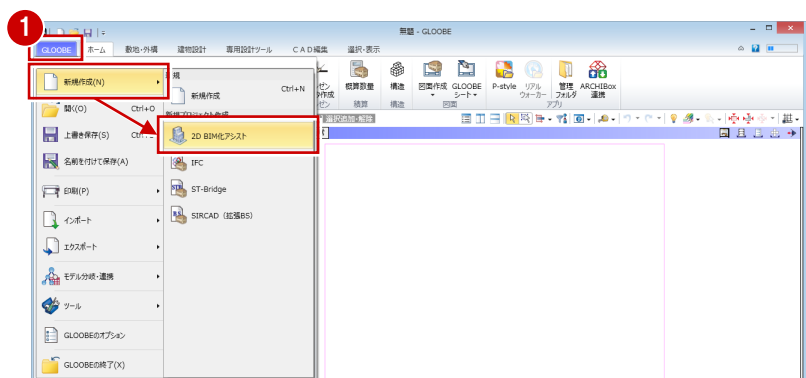 1
無題 - GLOOBE
GLOOBE ホーム 敷地・外構 建物設計 専用設計ツール CAD編集 選択・表示
新規作成(N)
開く(O) Ctrl+O
上書き保存(S)
名前を付けて保存(A)
印刷(P)
インポート
エクスポート
モデル分岐・連携
ツール
GLOOBEのオプション
GLOOBEの終了(X)
新規作成 Ctrl+N
2D BIM化アシスト
IFC
ST-Bridge
SIRCAD (拡張BS)
概算数量 構造 図面作成 GLOOBE シート P-style リアル ウォーカー 管理 フォルダ ARCHIBox 連携
積算 構造 図面 アプリ
選択追加・解除